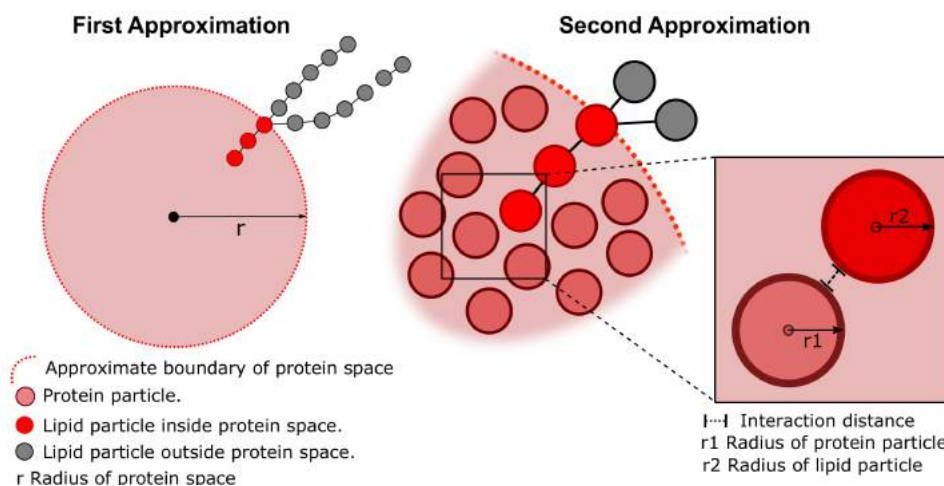 First Approximation
Second Approximation
r
r2
r1
Approximate boundary of protein space
Protein particle.
Lipid particle inside protein space.
Lipid particle outside protein space.
r Radius of protein space
Interaction distance
r1 Radius of protein particle
r2 Radius of lipid particle